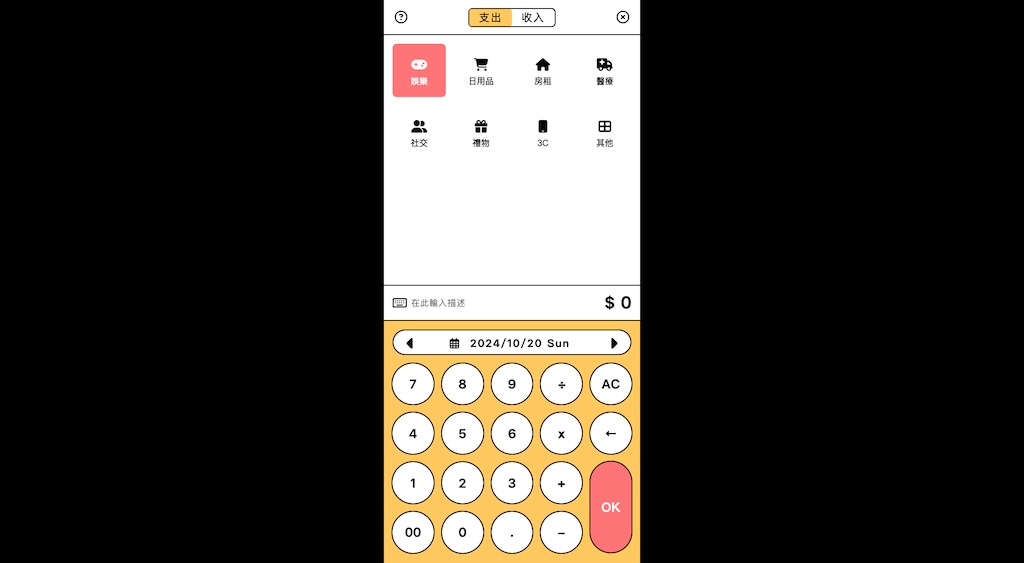 支出 收入
娛樂 日用品 房租 醫療
社交 禮物 3C 其他
在此輸入描述 $ 0
2024/10/20 Sun
7 8 9 ÷ AC
4 5 6 x ←
1 2 3 +
OK
00 0 . −